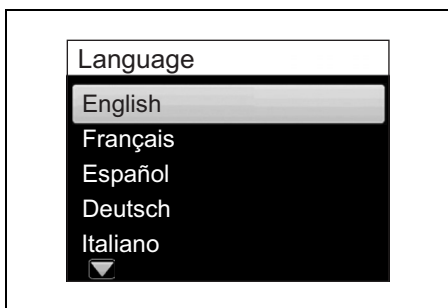 Language
English
Français
Español
Deutsch
Italiano